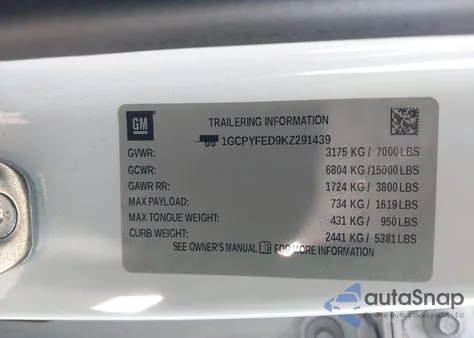 GM
TRAILERING INFORMATION
1GCPYFED9KZ291439
GVWR: 3175 KG / 7000 LBS
GCWR: 6804 KG /15000 LBS
GAWR RR: 1724 KG / 3800 LBS
MAX PAYLOAD: 734 KG / 1619 LBS
MAX TONGUE WEIGHT: 431 KG / 950 LBS
CURB WEIGHT: 2441 KG / 5381 LBS
SEE OWNER'S MANUAL FOR MORE INFORMATION
autoSnap